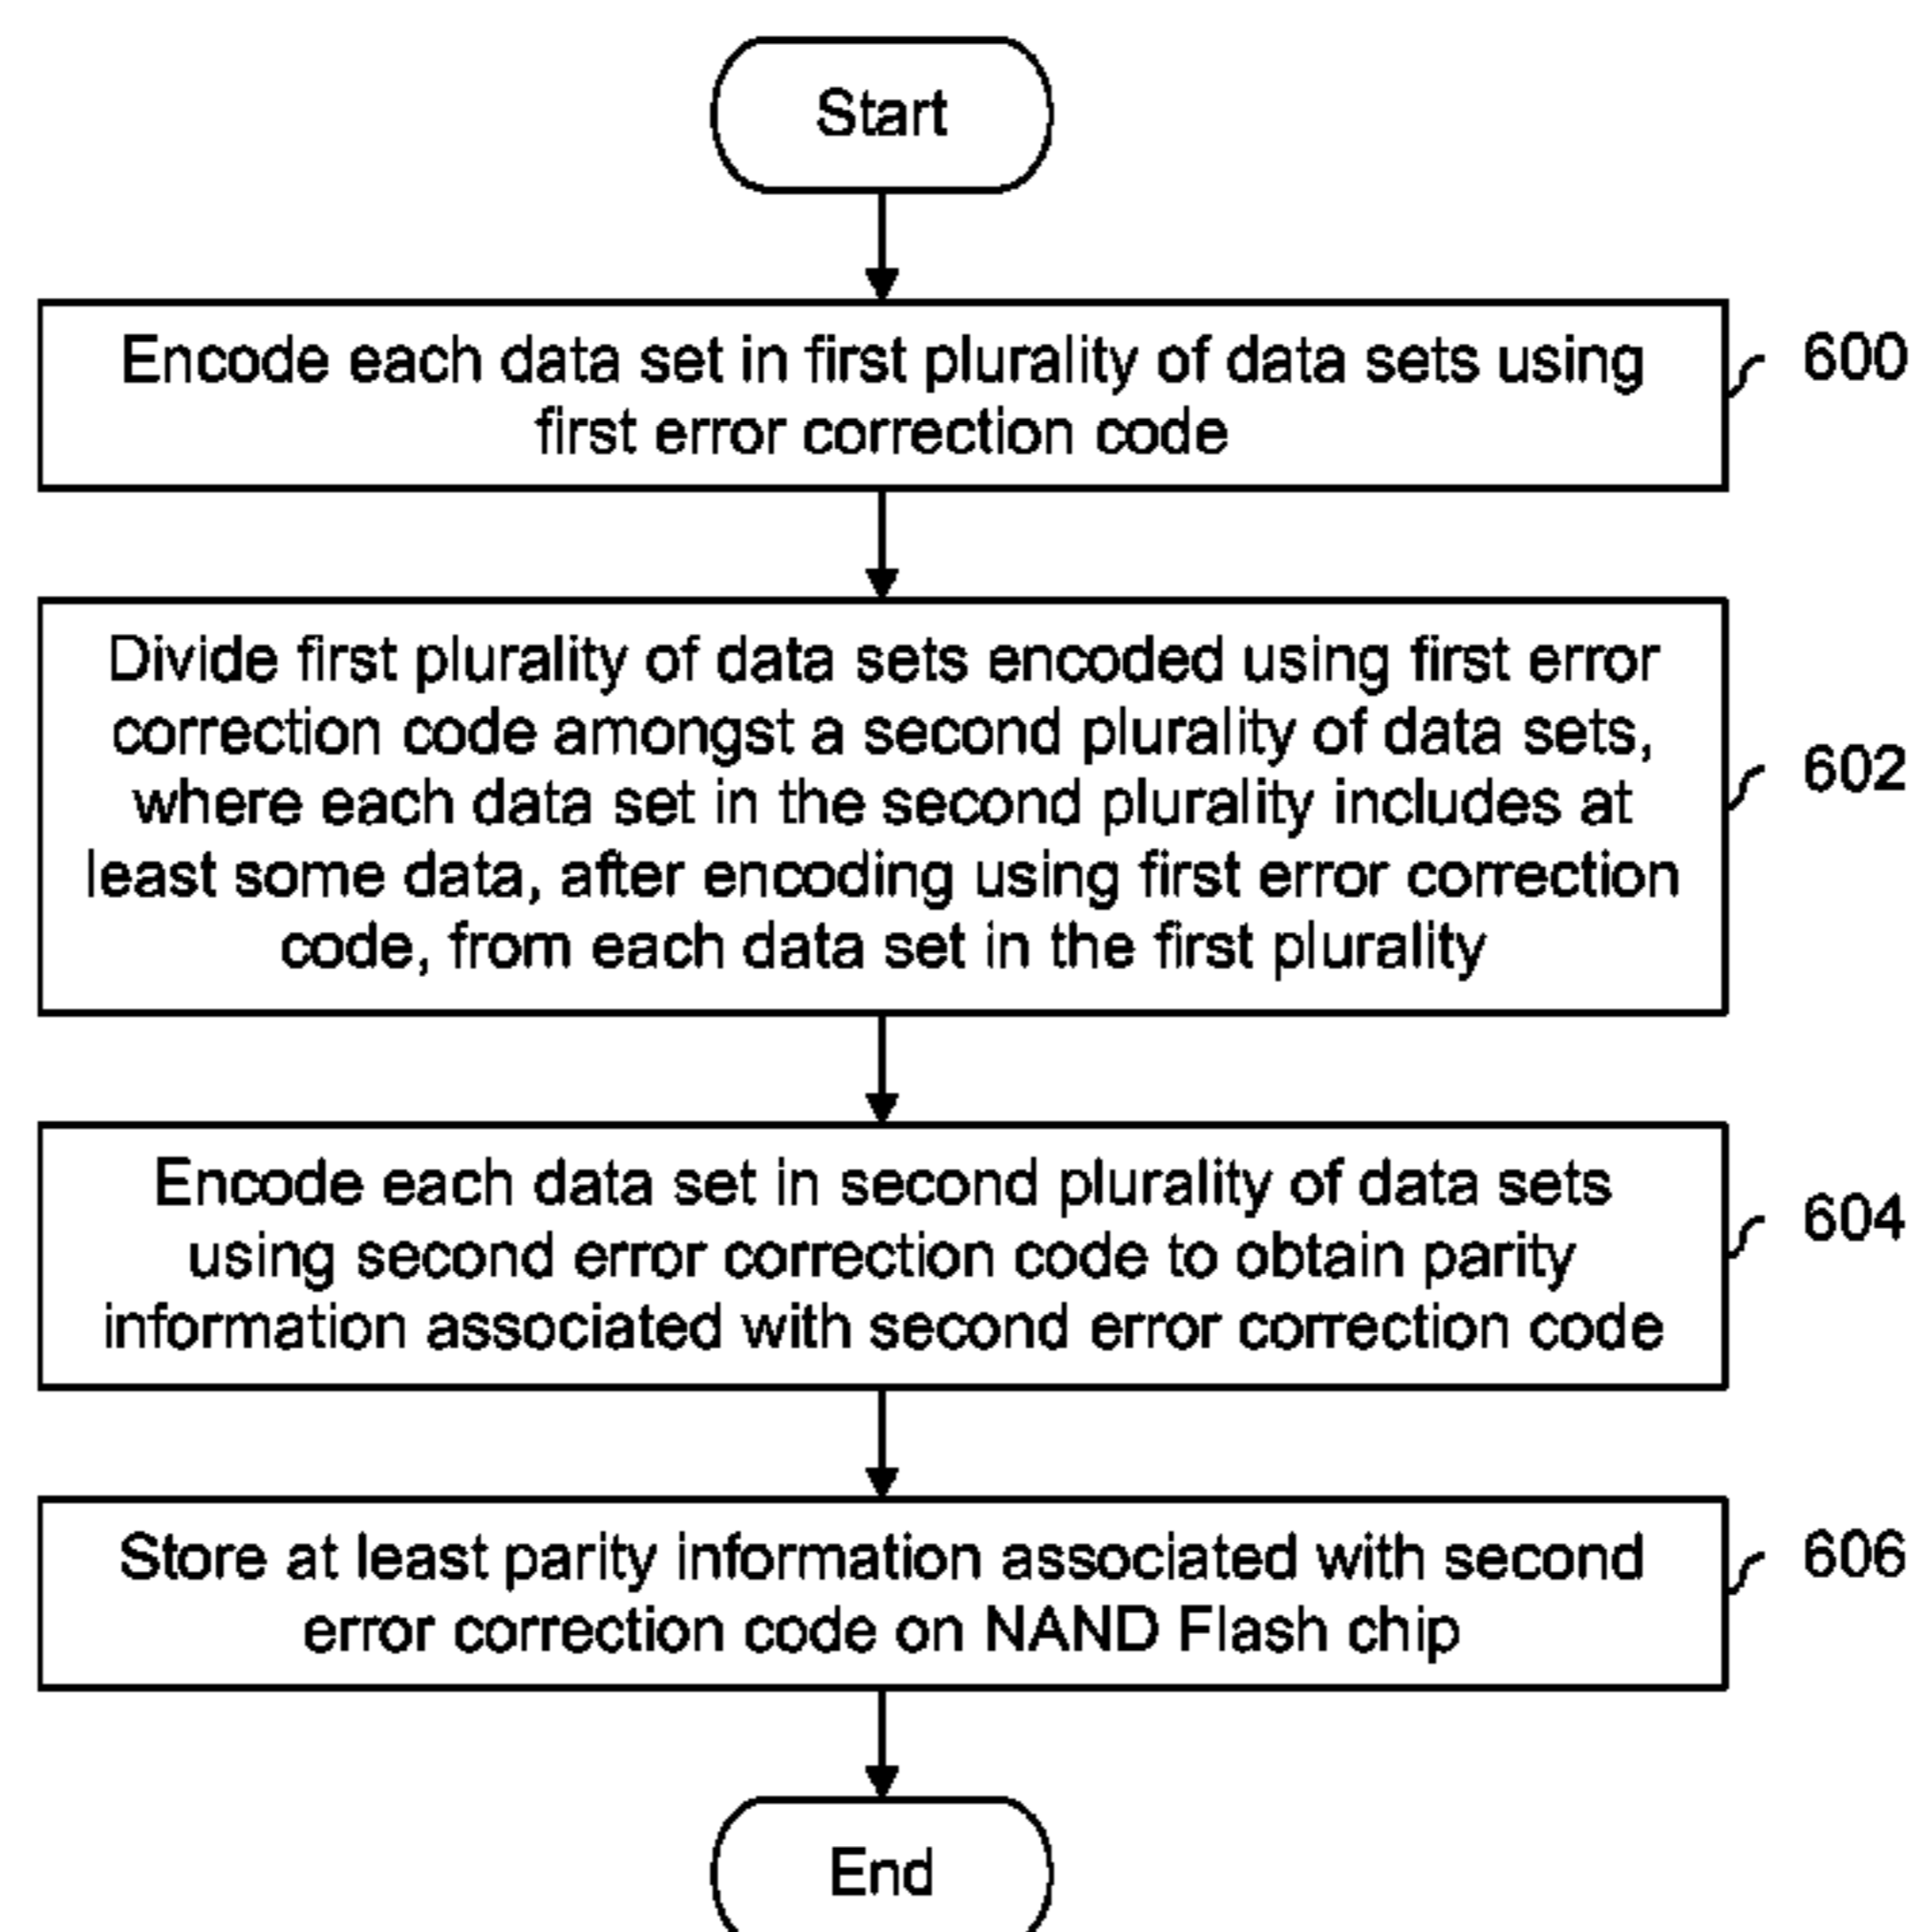 Start
Encode each data set in first plurality of data sets using
first error correction code
600
Divide first plurality of data sets encoded using first error
correction code amongst a second plurality of data sets,
where each data set in the second plurality includes at
least some data, after encoding using first error correction
code, from each data set in the first plurality
602
Encode each data set in second plurality of data sets
using second error correction code to obtain parity
information associated with second error correction code
604
Store at least parity information associated with second
error correction code on NAND Flash chip
606
End